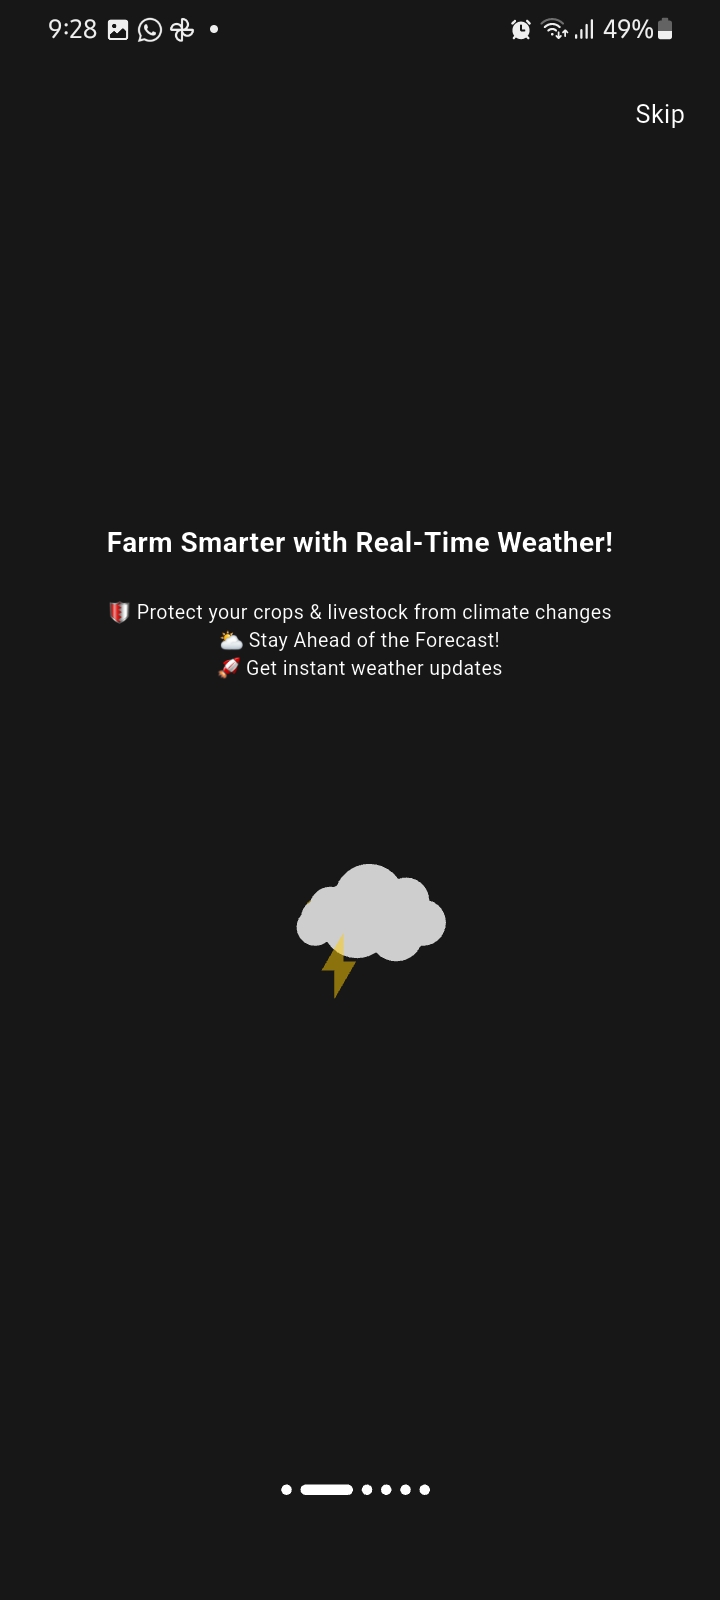 9:28 49%
Skip
Farm Smarter with Real-Time Weather!
🛡️ Protect your crops & livestock from climate changes
⛅ Stay Ahead of the Forecast!
🚀 Get instant weather updates